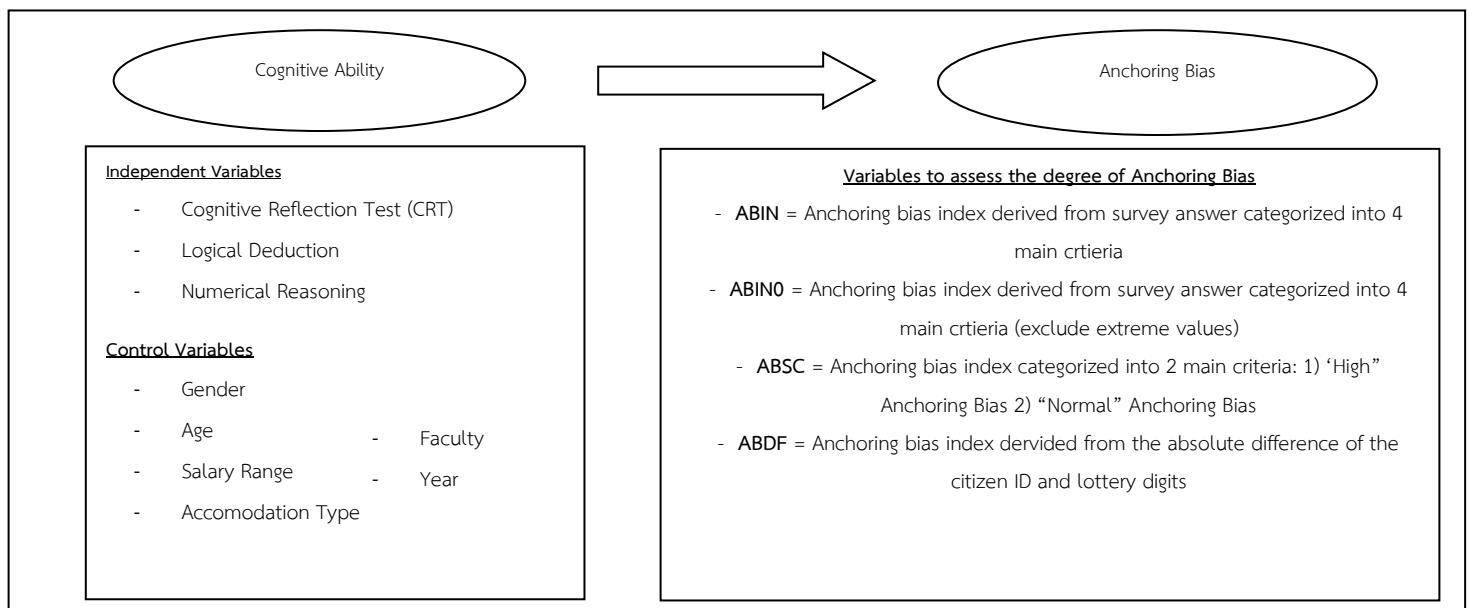 Cognitive Ability
Anchoring Bias
Independent Variables
- Cognitive Reflection Test (CRT)
- Logical Deduction
- Numerical Reasoning
Control Variables
- Gender
- Age
- Salary Range
- Accomodation Type
- Faculty
- Year
Variables to assess the degree of Anchoring Bias
- ABIN = Anchoring bias index derived from survey answer categorized into 4
main crtieria
- ABIN0 = Anchoring bias index derived from survey answer categorized into 4
main crtieria (exclude extreme values)
- ABSC = Anchoring bias index categorized into 2 main criteria: 1) ‘High”
Anchoring Bias 2) “Normal” Anchoring Bias
- ABDF = Anchoring bias index dervided from the absolute difference of the
citizen ID and lottery digits